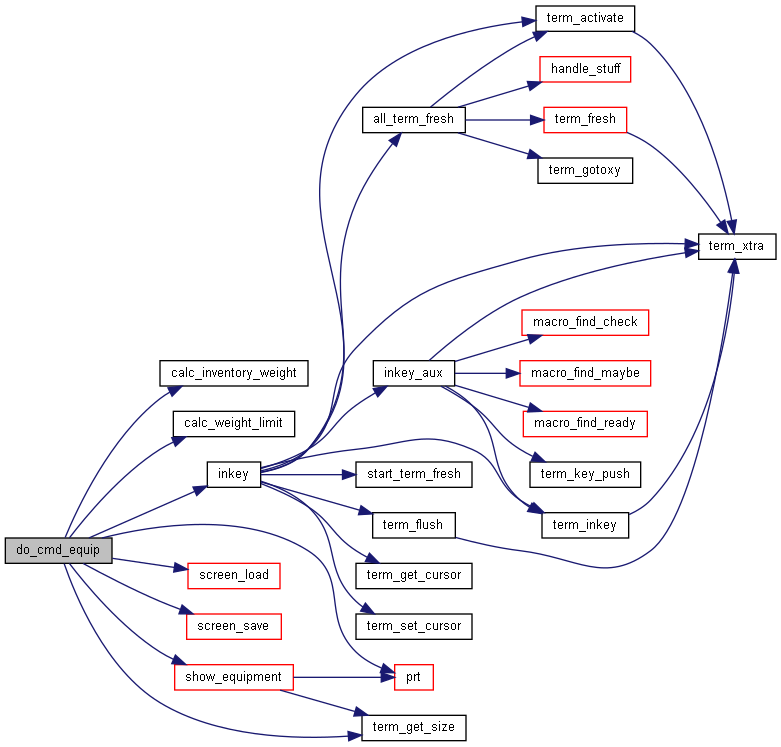 term_activate
handle_stuff
all_term_fresh
term_fresh
term_gotoxy
term_xtra
macro_find_check
calc_inventory_weight
inkey_aux
macro_find_maybe
calc_weight_limit
macro_find_ready
inkey
start_term_fresh
term_key_push
term_flush
term_inkey
do_cmd_equip
screen_load
term_get_cursor
screen_save
term_set_cursor
show_equipment
prt
term_get_size